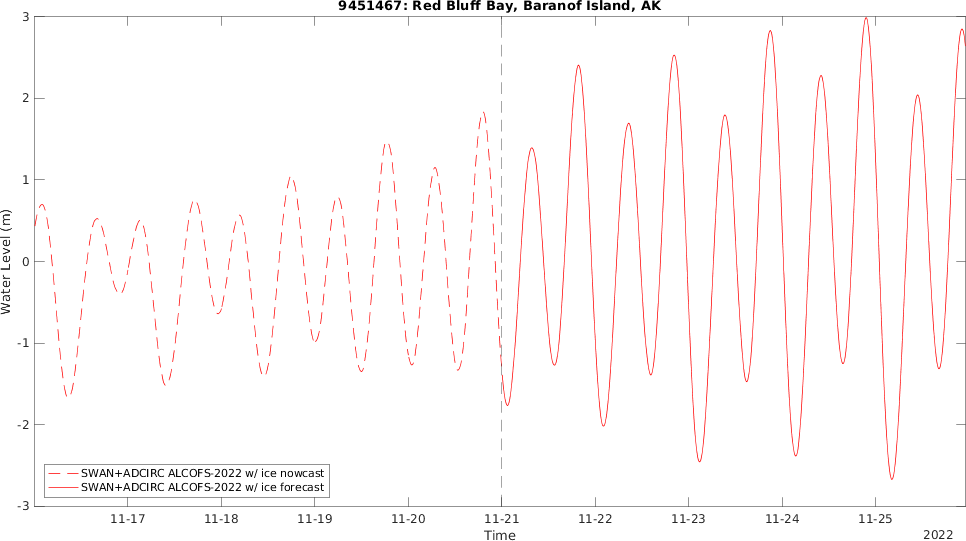 9451467: Red Bluff Bay, Baranof Island, AK
3
2
1
0
-1
-2
-3
Water Level (m)
SWAN+ADCIRC ALCOFS-2022 w/ ice nowcast
SWAN+ADCIRC ALCOFS-2022 w/ ice forecast
11-17 11-18 11-19 11-20 11-21 11-22 11-23 11-24 11-25
Time
2022